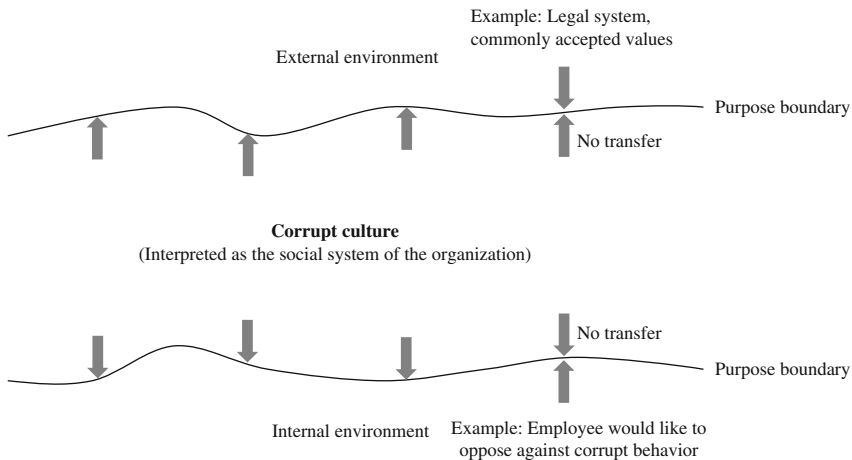 Example: Legal system,
commonly accepted values
External environment
Purpose boundary
No transfer
Corrupt culture
(Interpreted as the social system of the organization)
No transfer
Purpose boundary
Internal environment
Example: Employee would like to
oppose against corrupt behavior